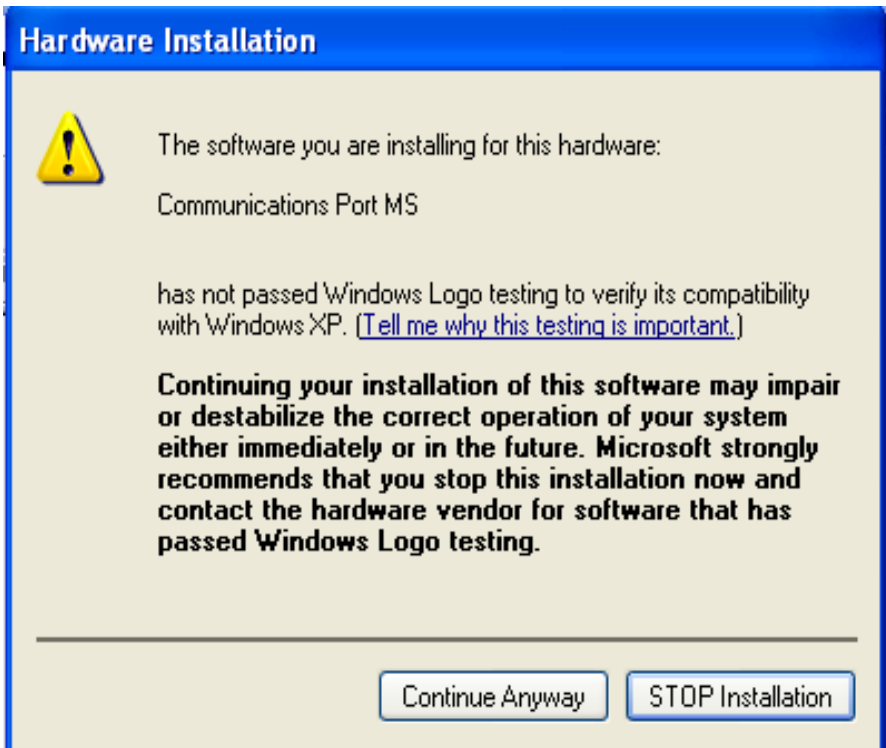 Hardware Installation
The software you are installing for this hardware:
Communications Port MS
has not passed Windows Logo testing to verify its compatibility
with Windows XP. (Tell me why this testing is important.)
Continuing your installation of this software may impair
or destabilize the correct operation of your system
either immediately or in the future. Microsoft strongly
recommends that you stop this installation now and
contact the hardware vendor for software that has
passed Windows Logo testing.
Continue Anyway
STOP Installation